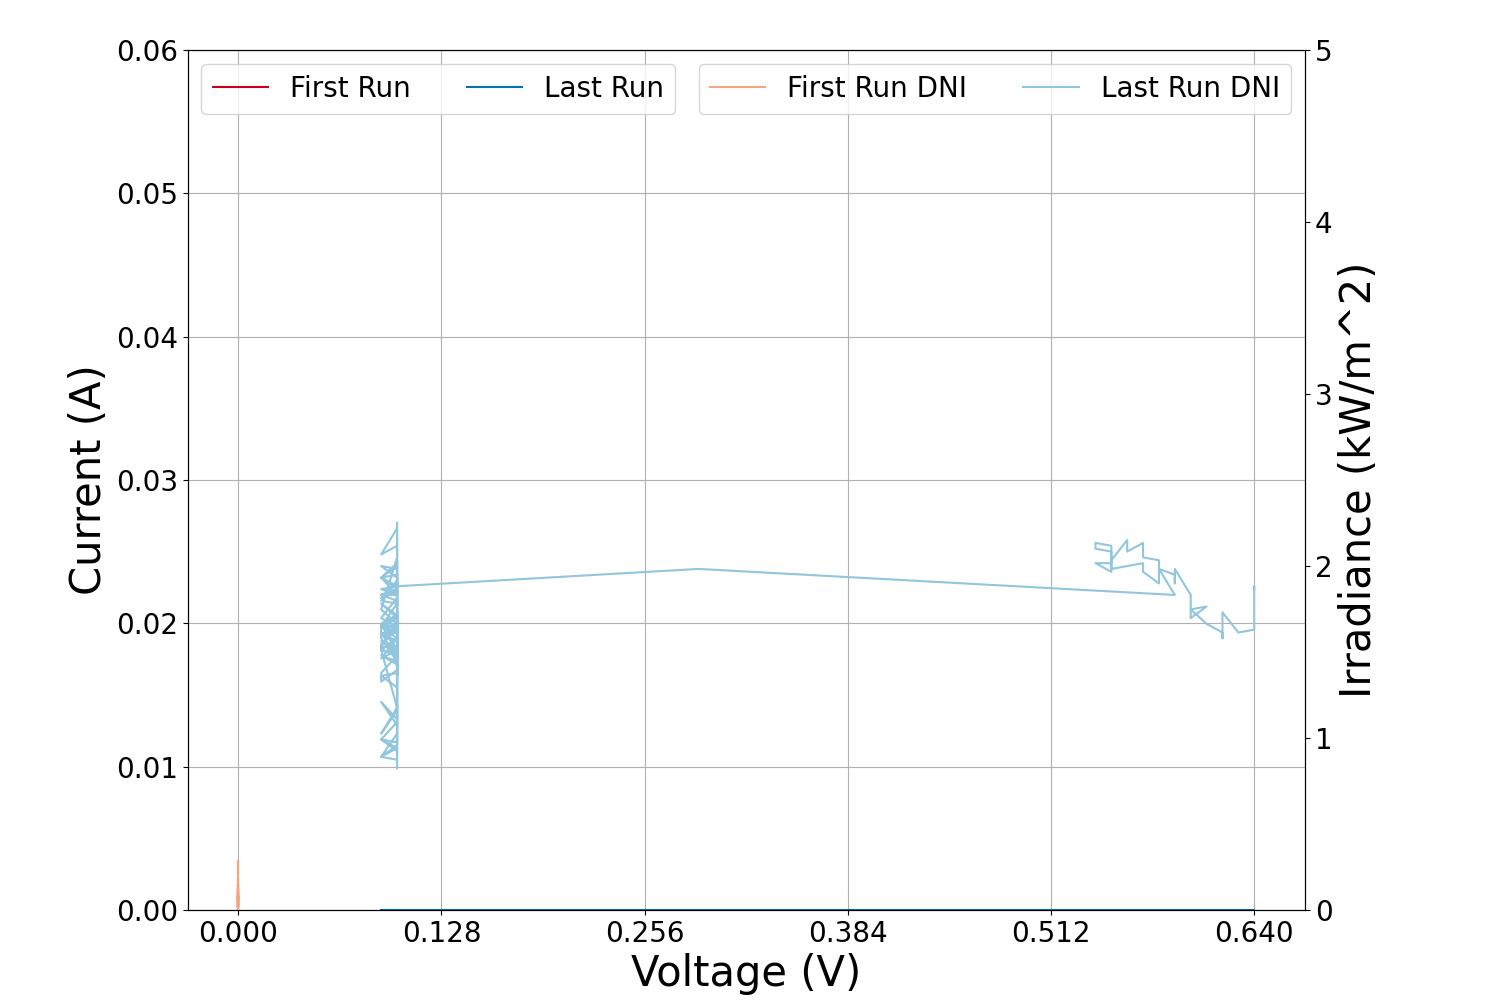 First Run
Last Run
First Run DNI
Last Run DNI
Current (A)
0.06
0.05
0.04
0.03
0.02
0.01
0.00
5
4
3
2
1
0
Irradiance (kW/m^2)
0.000 0.128 0.256 0.384 0.512 0.640
Voltage (V)